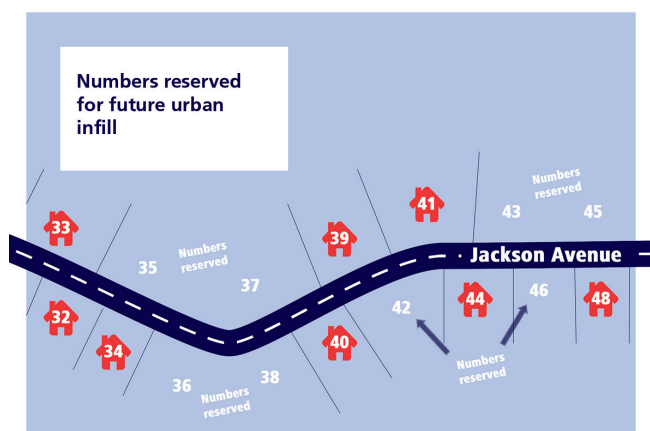 Numbers reserved
for future urban
infill
Numbers
reserved
41
43
45
33
39
Numbers
reserved
35
37
Jackson Avenue
32
34
40
42
44
46
48
36
38
Numbers
reserved
Numbers
reserved